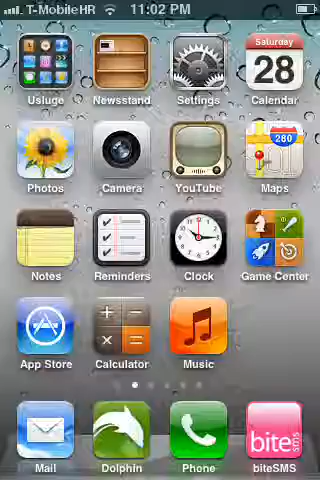 T-MobileHR 11:02 PM
Usluge Newsstand Settings Saturday 28 Calendar
Photos Camera YouTube 280 Maps
Notes Reminders Clock Game Center
App Store Calculator Music
Mail Dolphin Phone bite sms biteSMS